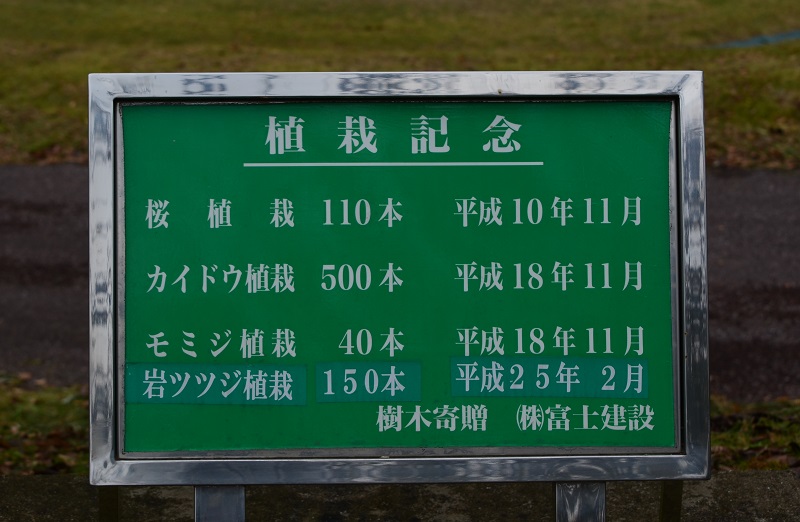 植栽記念
桜植栽 110本 平成10年11月
カイドウ植栽 500本 平成18年11月
モミジ植栽 40本 平成18年11月
岩ツツジ植栽 150本 平成25年 2月
樹木寄贈 ㈱富士建設